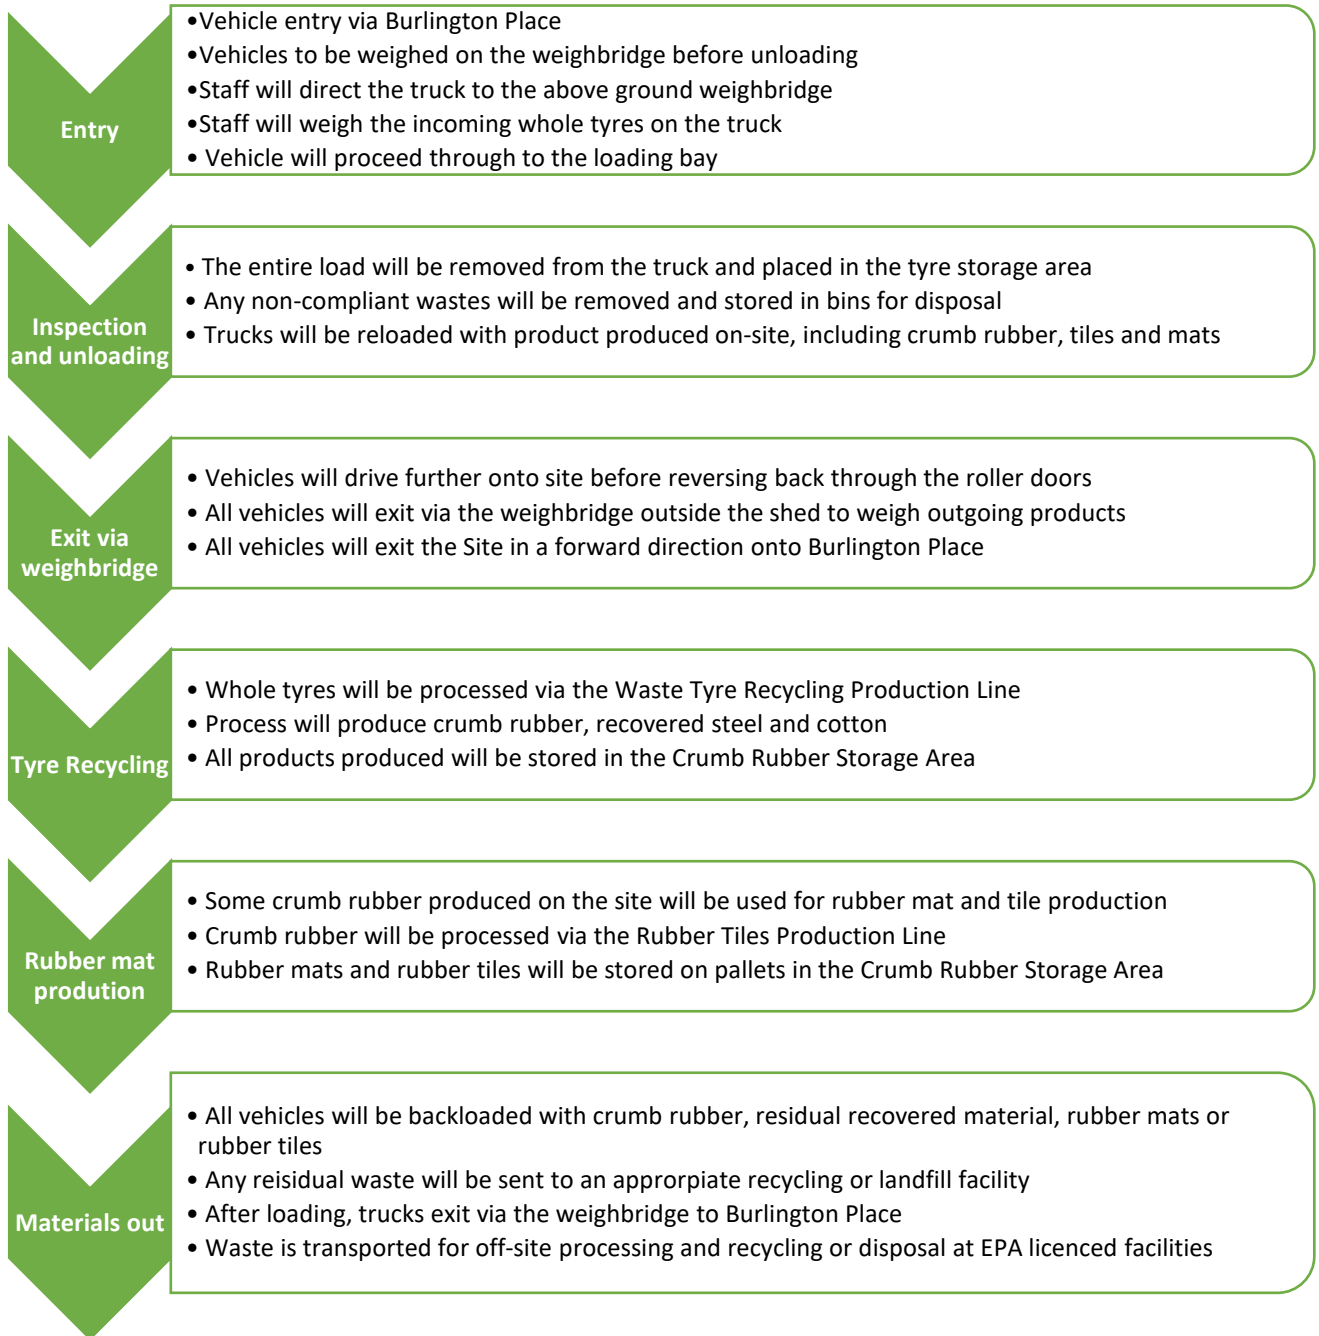 Entry
•Vehicle entry via Burlington Place
•Vehicles to be weighed on the weighbridge before unloading
•Staff will direct the truck to the above ground weighbridge
•Staff will weigh the incoming whole tyres on the truck
• Vehicle will proceed through to the loading bay
Inspection
and unloading
• The entire load will be removed from the truck and placed in the tyre storage area
• Any non-compliant wastes will be removed and stored in bins for disposal
• Trucks will be reloaded with product produced on-site, including crumb rubber, tiles and mats
Exit via
weighbridge
• Vehicles will drive further onto site before reversing back through the roller doors
• All vehicles will exit via the weighbridge outside the shed to weigh outgoing products
• All vehicles will exit the Site in a forward direction onto Burlington Place
Tyre Recycling
• Whole tyres will be processed via the Waste Tyre Recycling Production Line
• Process will produce crumb rubber, recovered steel and cotton
• All products produced will be stored in the Crumb Rubber Storage Area
Rubber mat
prodution
• Some crumb rubber produced on the site will be used for rubber mat and tile production
• Crumb rubber will be processed via the Rubber Tiles Production Line
• Rubber mats and rubber tiles will be stored on pallets in the Crumb Rubber Storage Area
Materials out
• All vehicles will be backloaded with crumb rubber, residual recovered material, rubber mats or
rubber tiles
• Any reisidual waste will be sent to an approrpiate recycling or landfill facility
• After loading, trucks exit via the weighbridge to Burlington Place
• Waste is transported for off-site processing and recycling or disposal at EPA licenced facilities